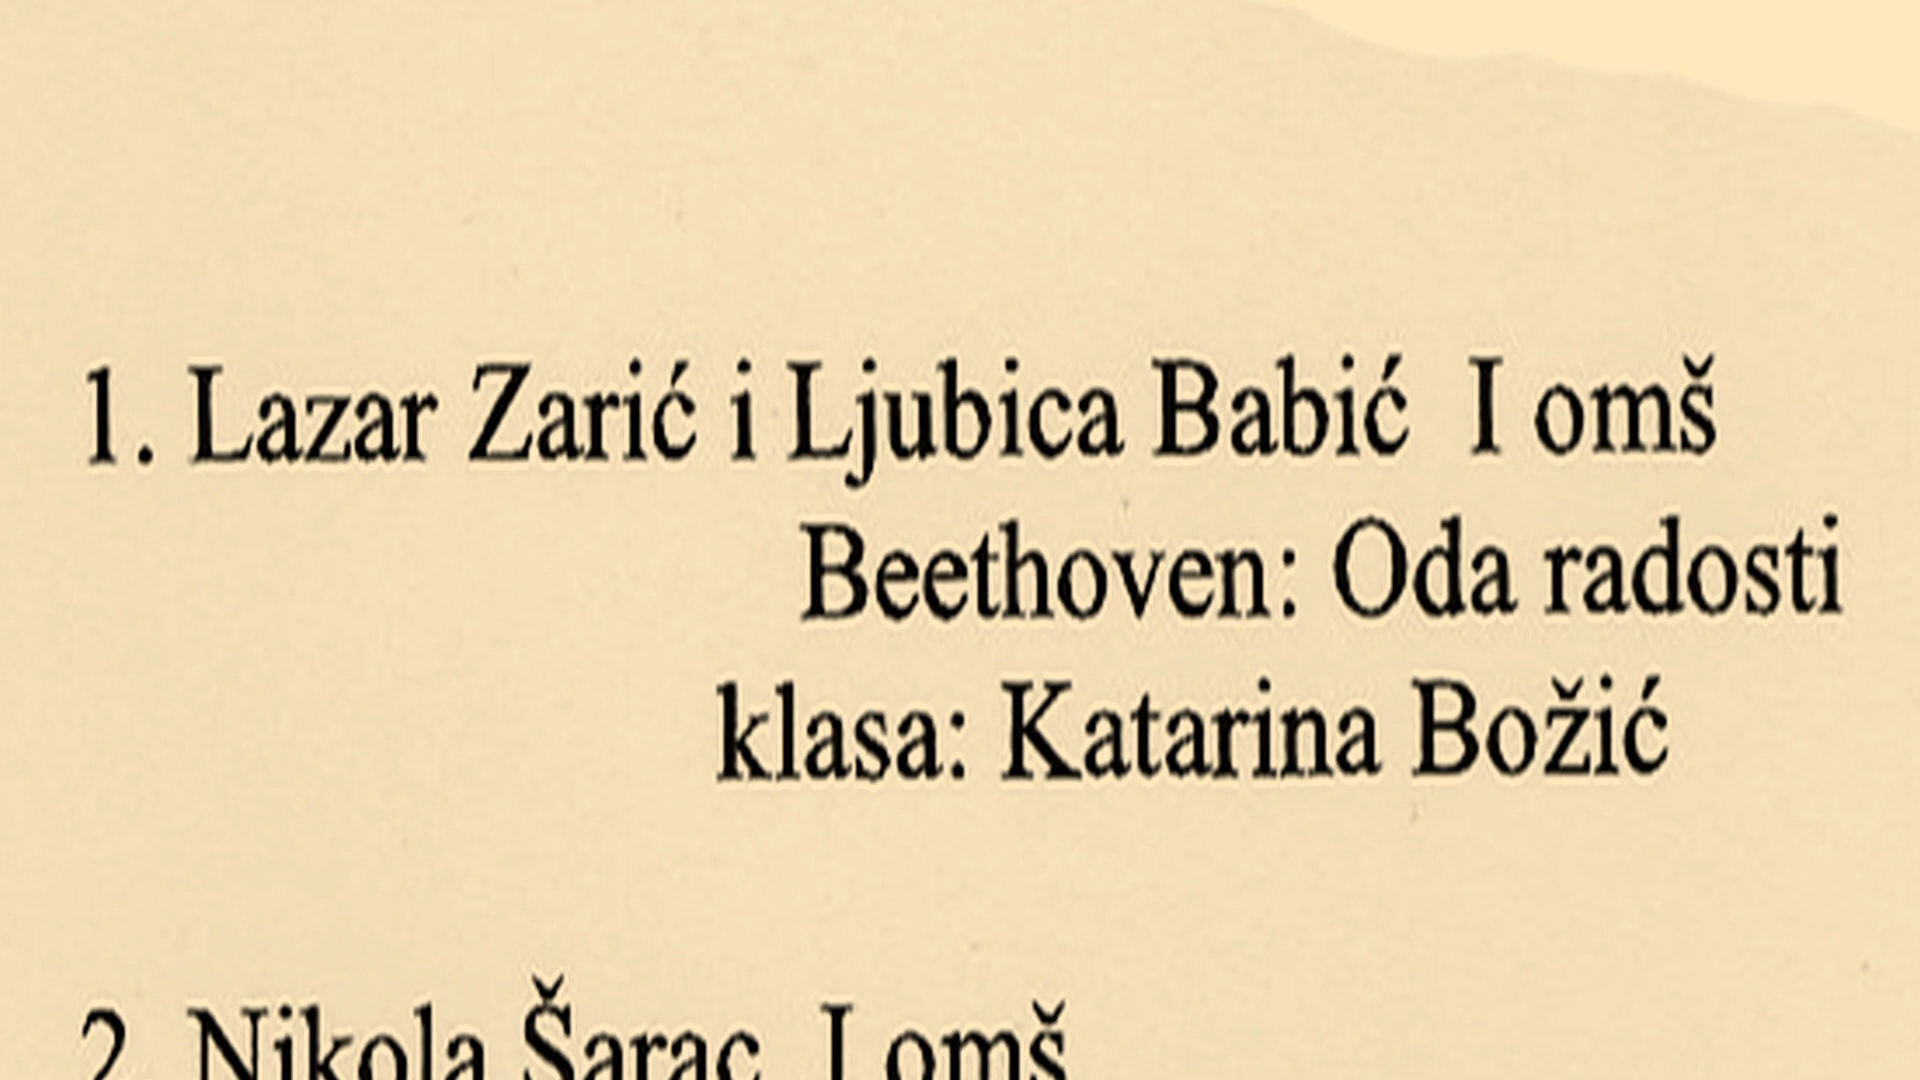 1. Lazar Zarić i Ljubica Babić I omš
Beethoven: Oda radosti
klasa: Katarina Božić
2. Nikola Šarac I omš